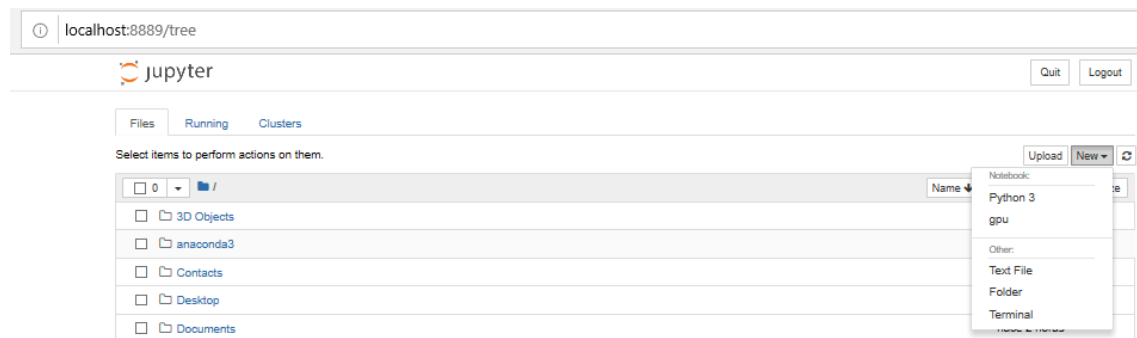 localhost:8889/tree
jupyter
Quit Logout
Files Running Clusters
Select items to perform actions on them.
Upload New
0 /
Name
Notebook:
Python 3
gpu
Other:
Text File
Folder
Terminal
3D Objects
anaconda3
Contacts
Desktop
Documents